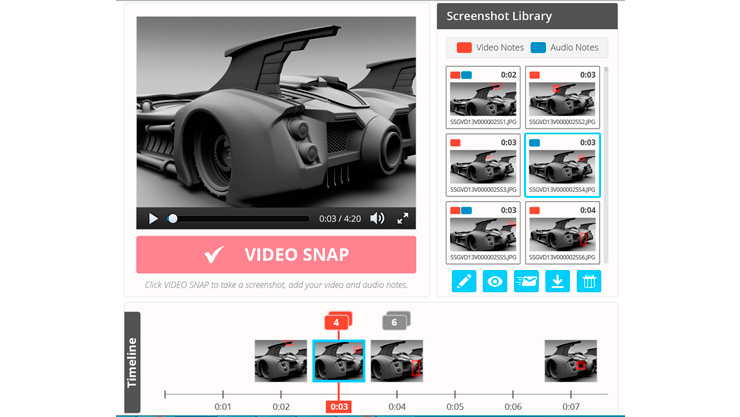 Screenshot Library
Video Notes Audio Notes
0:02 0:03
SSGVD13V000002SS1.JPG SSGVD13V000002SS2.JPG
0:03 0:03
SSGVD13V000002SS3.JPG SSGVD13V000002SS4.JPG
0:03 0:04
SSGVD13V000002SS5.JPG SSGVD13V000002SS6.JPG
0:03 / 4:20
VIDEO SNAP
Click VIDEO SNAP to take a screenshot, add your video and audio notes.
Timeline
4 6
0:01 0:02 0:03 0:04 0:05 0:06 0:07